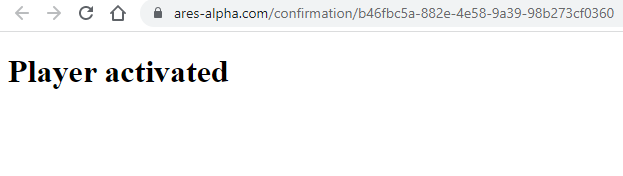 ares-alpha.com/confirmation/b46fbc5a-882e-4e58-9a39-98b273cf0360
Player activated